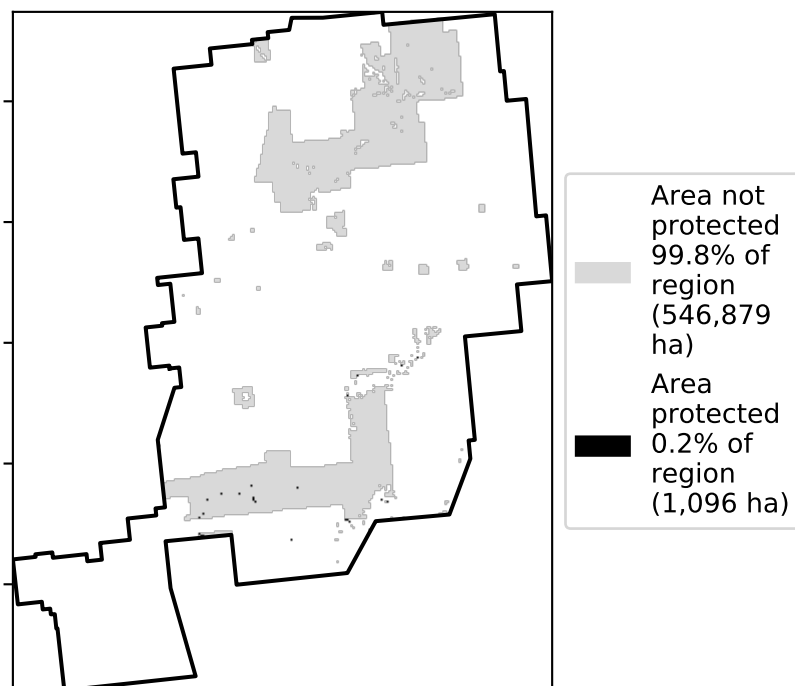 Area not
protected
99.8% of
region
(546,879
ha)
Area
protected
0.2% of
region
(1,096 ha)